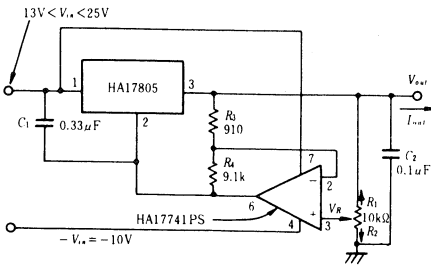 13V < Vin < 25V
1
HA17805
3
2
C1
0.33μF
R3
910
R4
9.1k
6
7
−
2
+
3
4
VR
HA17741PS
−Vin=−10V
Vout
Iout
C2
0.1μF
R1
10kΩ
R2